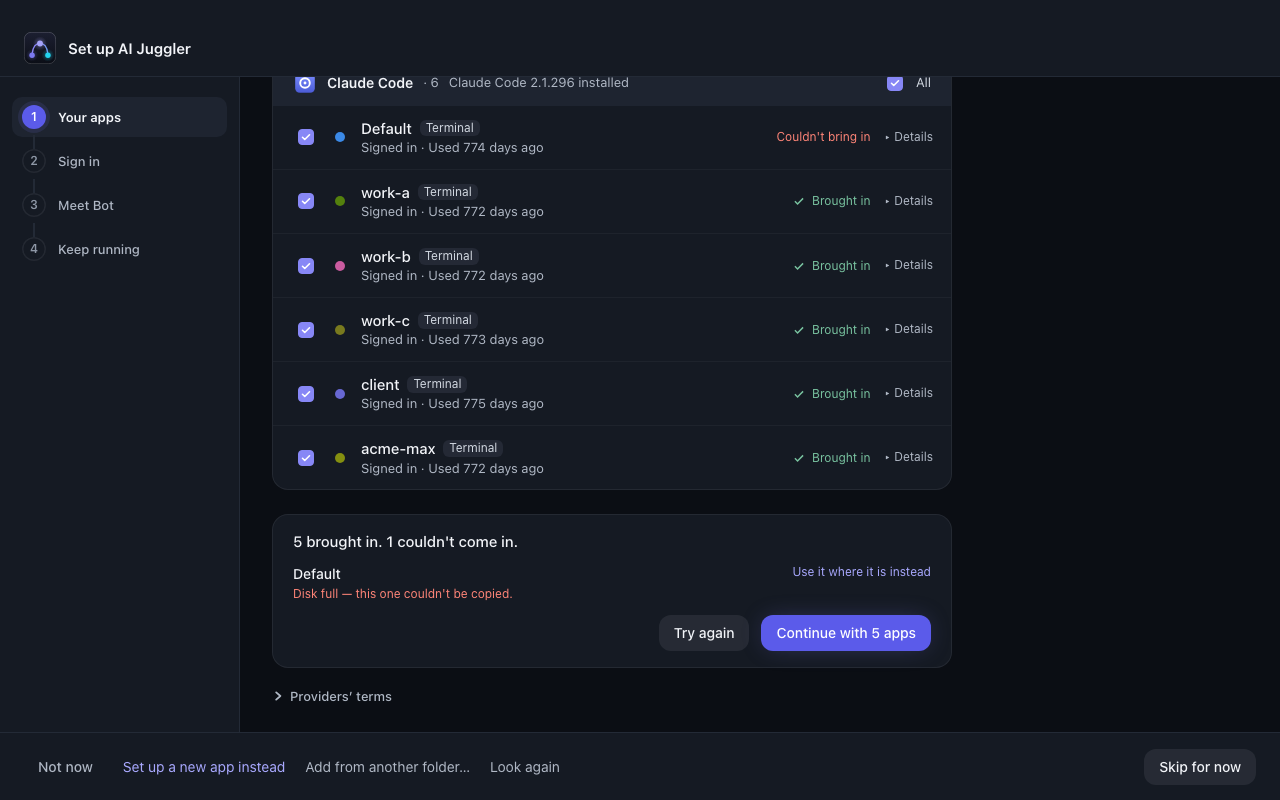 Set up AI Juggler
1 Your apps
2 Sign in
3 Meet Bot
4 Keep running
Claude Code · 6 Claude Code 2.1.296 installed All
Default Terminal
Signed in · Used 774 days ago
Couldn't bring in ▸ Details
work-a Terminal
Signed in · Used 772 days ago
Brought in ▸ Details
work-b Terminal
Signed in · Used 772 days ago
Brought in ▸ Details
work-c Terminal
Signed in · Used 773 days ago
Brought in ▸ Details
client Terminal
Signed in · Used 775 days ago
Brought in ▸ Details
acme-max Terminal
Signed in · Used 772 days ago
Brought in ▸ Details
5 brought in. 1 couldn't come in.
Default
Use it where it is instead
Disk full — this one couldn't be copied.
Try again
Continue with 5 apps
Providers’ terms
Not now
Set up a new app instead
Add from another folder…
Look again
Skip for now